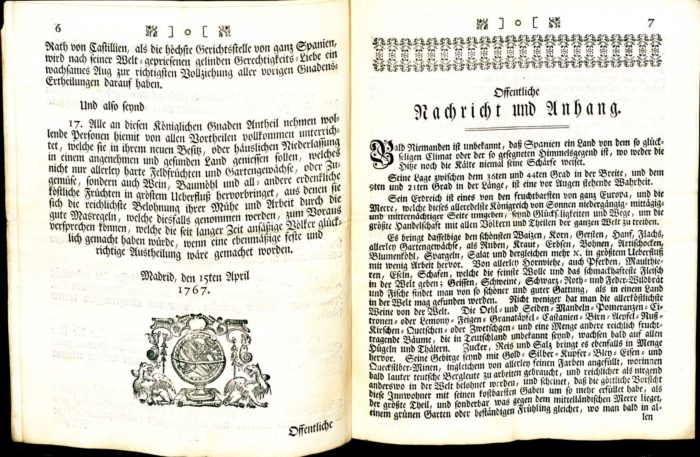 6
Rath von Castillien, als die höchste Gerichtsstelle von ganz Spanien,
wird nach seiner Welt-gepriesenen gelinden Gerechtigkeits-Liebe ein
wachsames Aug zur richtigsten Vollziehung aller vorigen Gnadens-
Ertheilungen darauf haben.
Und also seynd
17. Alle an diesen Königlichen Gnaden Antheil nehmen wol-
lende Personen hiemit von allen Vortheilen vollkommen unterrich-
tet, welche sie in ihrem neuen Besitz, oder häuslichen Niederlassung
in einem angenehmen und gesunden Land geniessen sollen, welches
nicht nur allerley harte Feldfrüchten und Gartengewächse, oder Zu-
gemüse, sondern auch Wein, Baumöhl und all- andere erdenkliche
köstliche Früchten in gröstem Ueberfluß hervorbringet, aus denen sie
sich die reichlichste Belohnung ihrer Mühe und Arbeit durch die
gute Masregeln, welche diesfalls genommen werden, zum Voraus
versprechen können, welche die seit langer Zeit ansäßige Völker glück-
lich gemacht haben würde, wenn eine ebenmäßige feste und
richtige Austheilung wäre gemacht worden.
Madrid, den 15ten April
1767.
Offentliche
7
Offentliche
Nachricht und Anhang.
Bald Niemanden ist unbekannt, daß Spanien ein Land von dem so glück-
seligen Climat oder der so gesegneten Himmelsgegend ist, wo weder die
Hitze noch die Kälte niemal seine Schärfe weiset.
Seine Lage zwischen dem 36sten und 44ten Grad in der Breite, und dem
9ten und 21ten Grad in der Länge, ist eine vor Augen stehende Wahrheit.
Sein Erdreich ist eines von den fruchtbarsten von ganz Europa, und die
Meere, welche dieses alleredelste Königreich von Sonnen niedergängig- mittägig-
und mitternächtiger Seite umgeben, seynd Glückseligkeiten und Wege, um die
gröste Handelschaft mit allen Völkern und Theilen der ganzen Welt zu treiben.
Es bringt dasselbige den schönsten Waizen, Korn, Gersten, Hanf, Flachs,
allerley Gartengewächse, als Rüben, Kraut, Erbsen, Bohnen, Artischocken,
Blumenköhl, Spargeln, Salat und dergleichen mehr ꝛc. in gröstem Ueberfluß
mit wenig Arbeit hervor. Von allerley Hornviehe, auch Pferden, Maulthie-
ren, Eseln, Schafen, welche die feinste Wolle und das schmackhafteste Fleisch
in der Welt geben; Geissen, Schweine, Schwarz- Roth- und Feder-Wildbrät
und Fische findet man von so schöner und guter Gattung, als in einem Land
in der Welt mag gefunden werden. Nicht weniger hat man die allerköstlichste
Weine von der Welt. Die Oehl- und Seiden- Mandeln- Pomeranzen- Ci-
tronen- oder Lemony- Feigen- Granatäpfel- Castanien- Birn- Aepfel- Nuß-
Kirschen- Quetschen- oder Zwetschgen- und eine Menge andere reichlich frucht-
tragende Bäume, die in Teutschland unbekannt seynd, wachsen bald auf allen
Hügeln und Thälern. Zucker, Reis und Salz bringt es ebenfalls in Menge
hervor. Seine Gebirge seynd mit Gold- Silber- Kupfer- Bley- Eisen- und
Quecksilber-Minen, ingleichem von allerley feinen Farben angefüllt, worinnen
bald lauter teutsche Bergleute zu arbeiten gebraucht, und reichlicher als nirgend
anderswo in der Welt belohnet werden, und scheinet, daß die göttliche Vorsicht
diese Innwohner mit seinen kostbarsten Gaben um so mehr erfüllet habe, als
der größte Theil, und sonderbar was gegen dem mittelländischen Meere lieget,
einem grünen Garten oder beständigen Frühling gleichet, wo man bald in al-
len